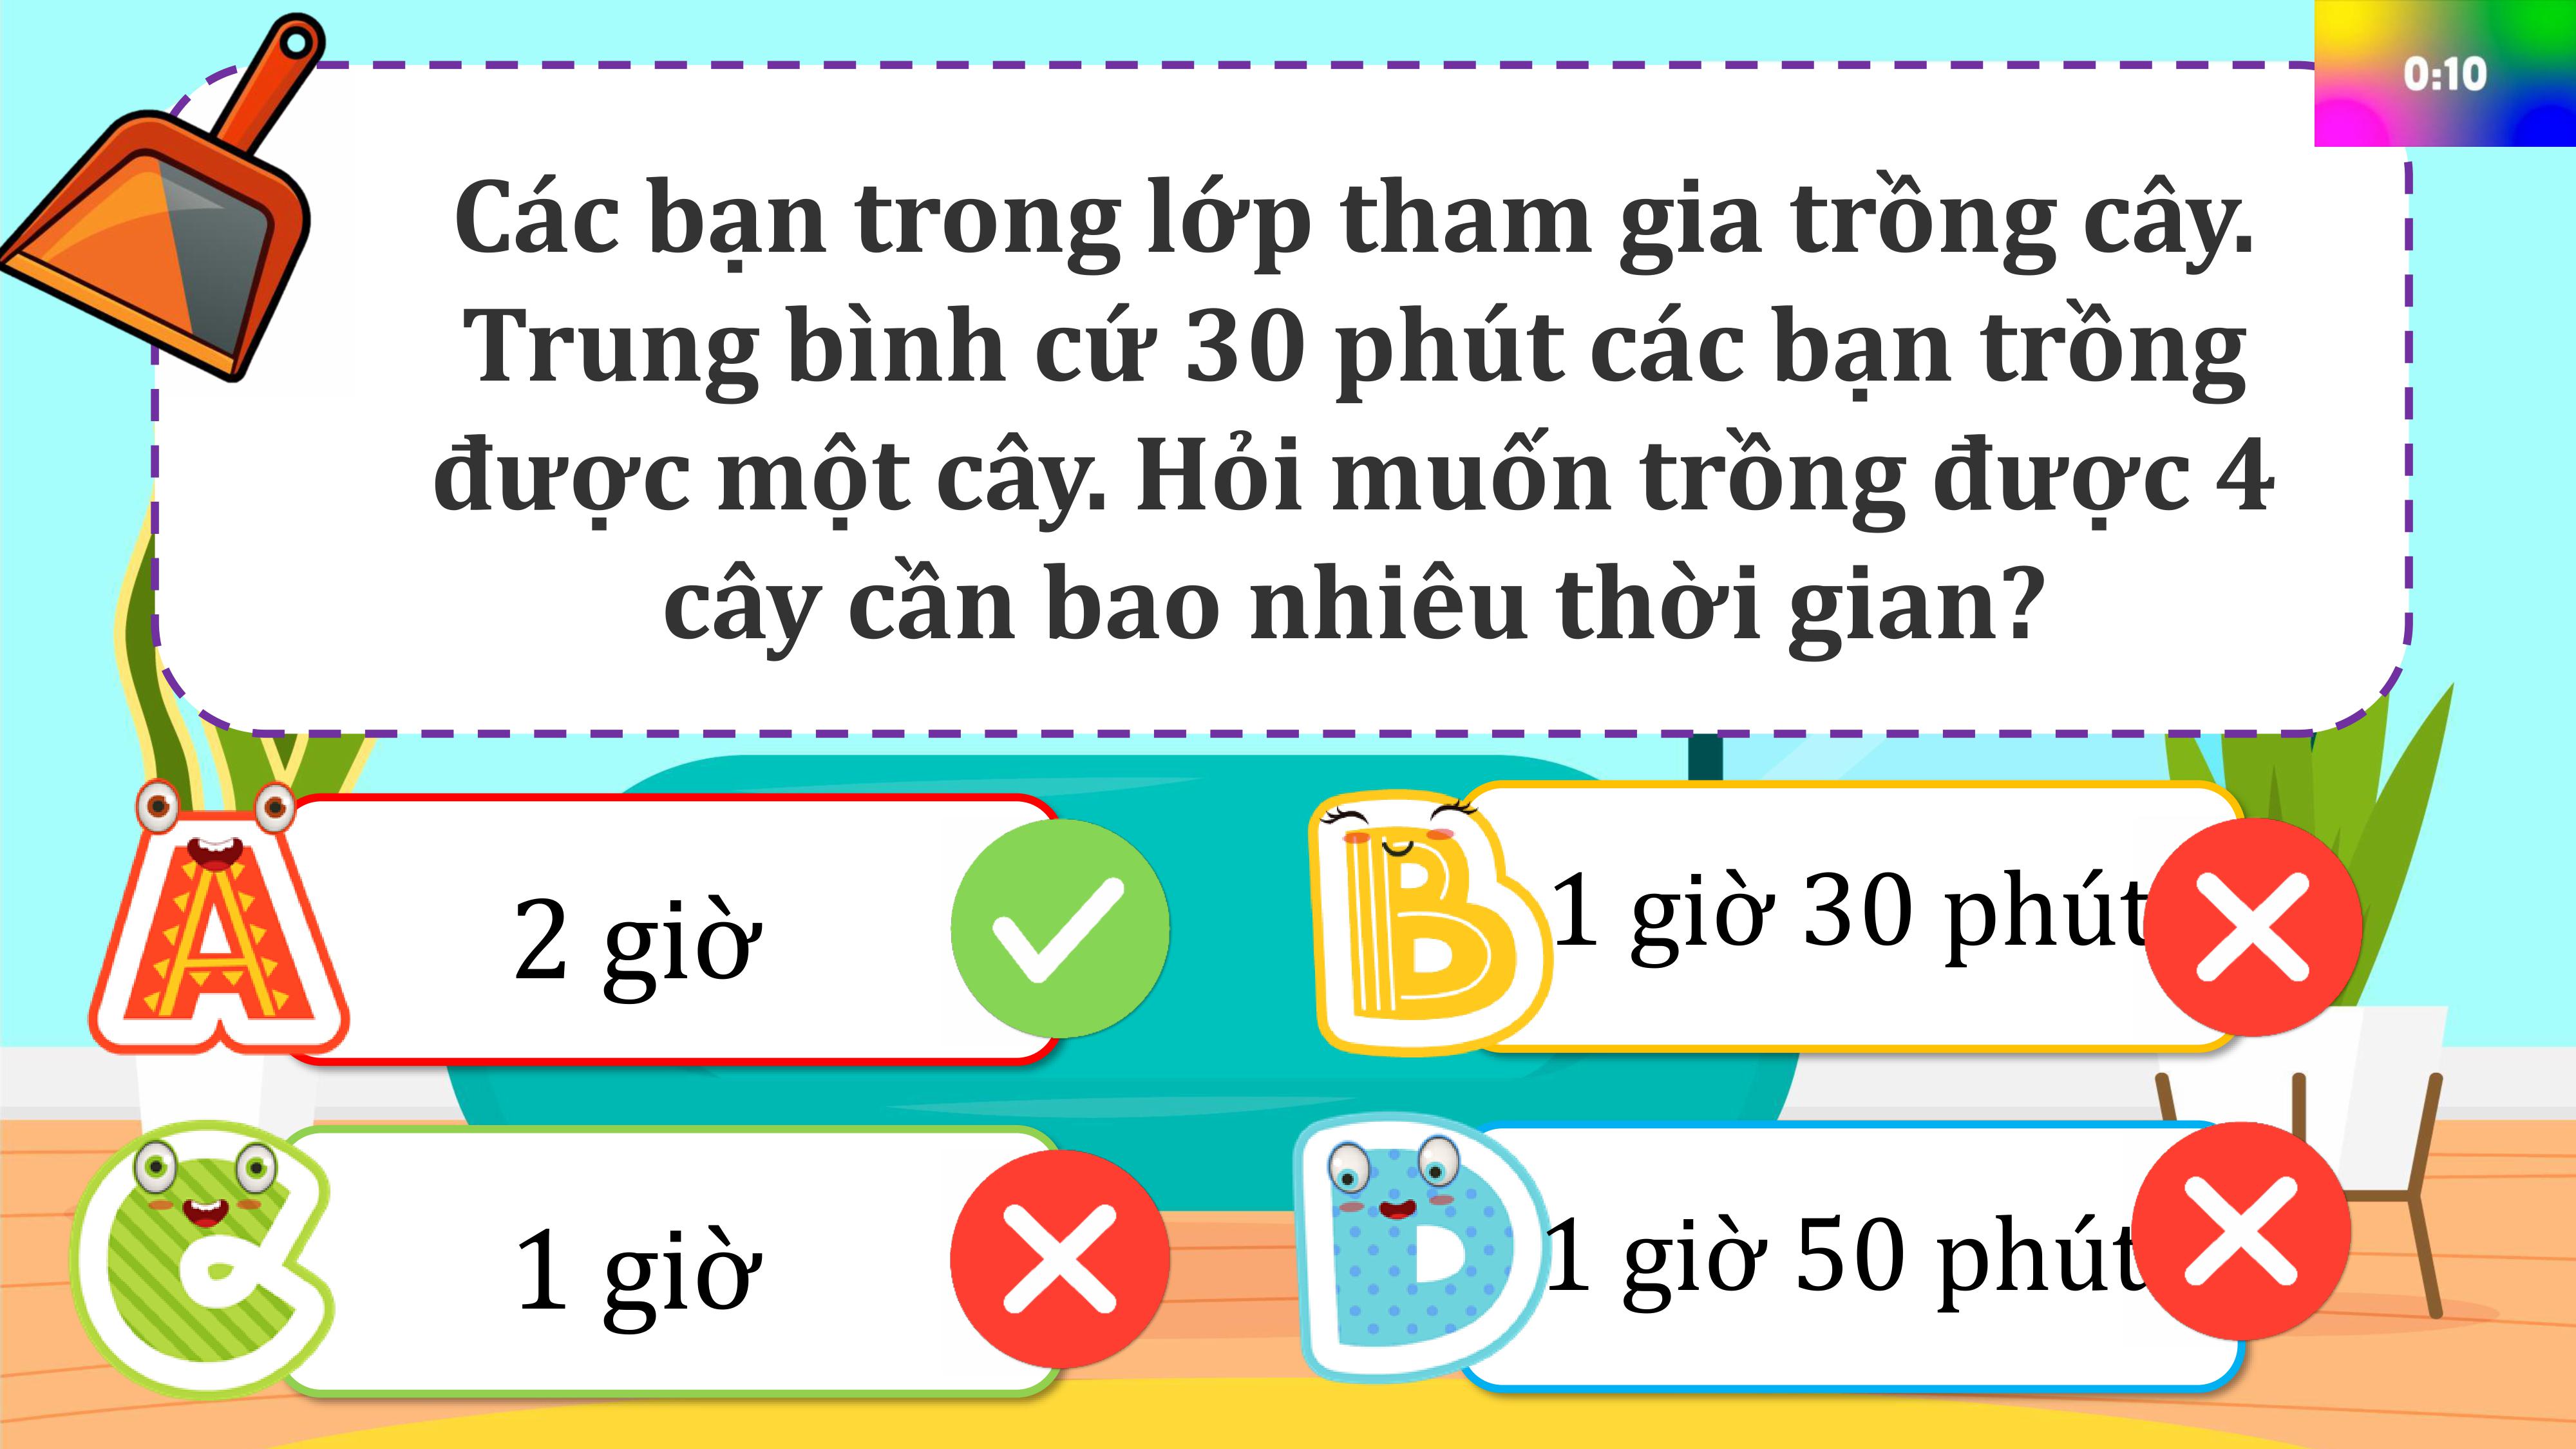 0:10
Các bạn trong lớp tham gia trồng cây.
Trung bình cứ 30 phút các bạn trồng
được một cây. Hỏi muốn trồng được 4
cây cần bao nhiêu thời gian?
A
2 giờ
B
1 giờ 30 phút
C
1 giờ
D
1 giờ 50 phút